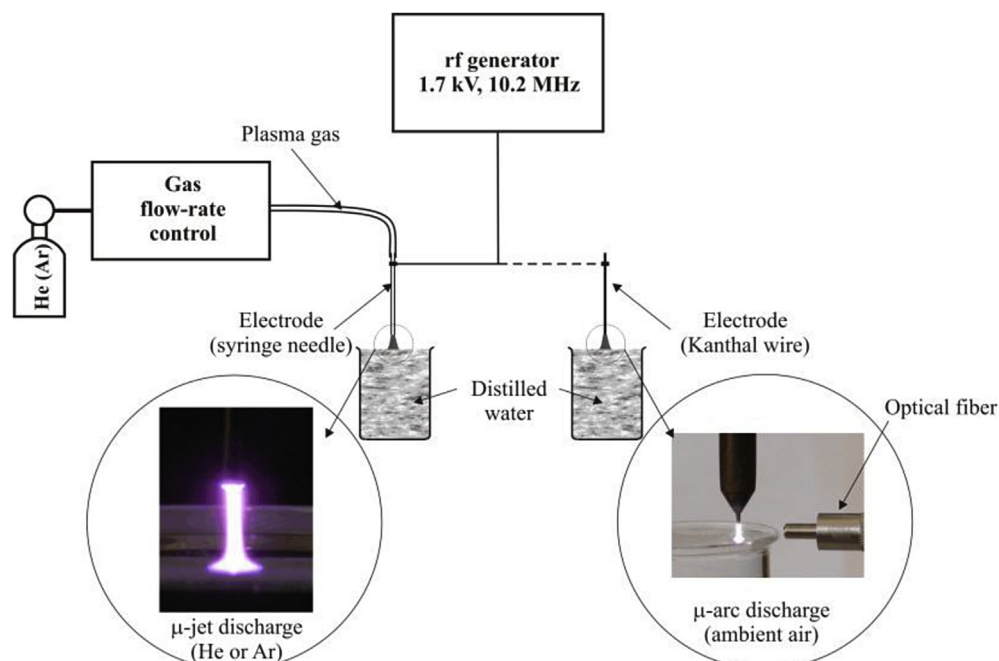 rf generator
1.7 kV, 10.2 MHz
Plasma gas
Gas
flow-rate
control
He (Ar)
Electrode
(syringe needle)
Electrode
(Kanthal wire)
Distilled
water
Optical fiber
μ-jet discharge
(He or Ar)
μ-arc discharge
(ambient air)